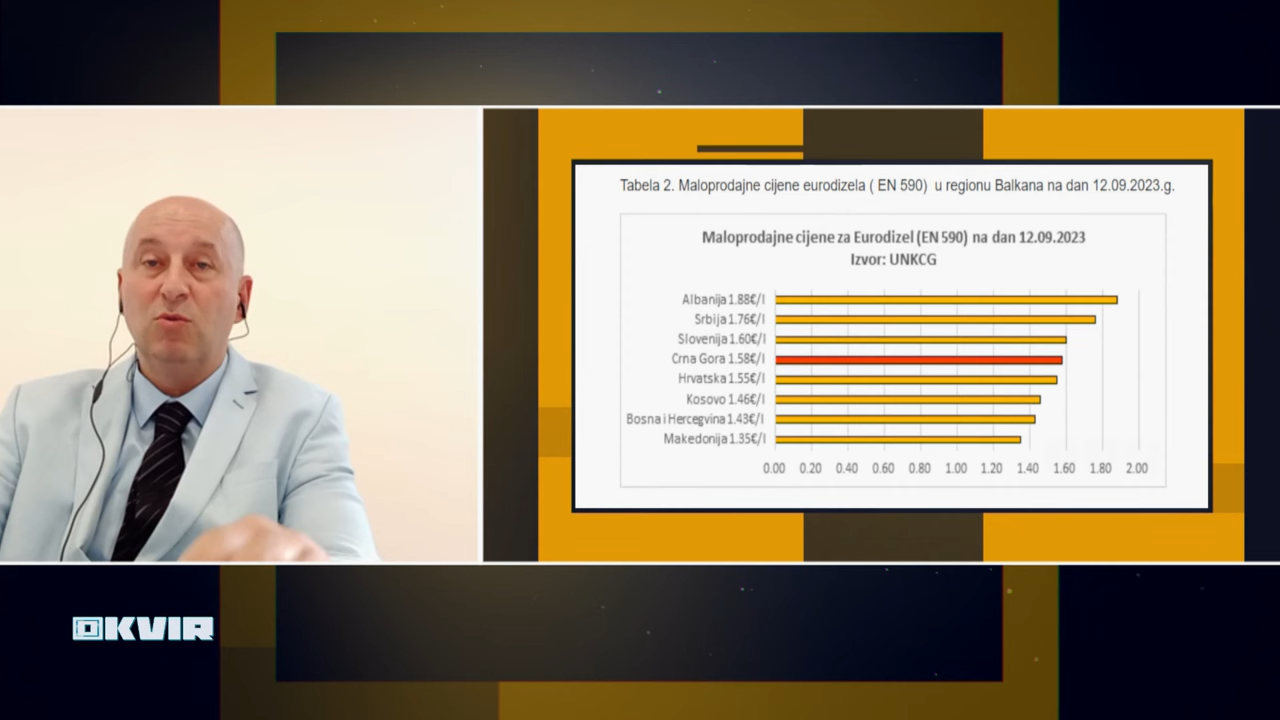 Tabela 2. Maloprodajne cijene eurodizela ( EN 590) u regionu Balkana na dan 12.09.2023.g.
Maloprodajne cijene za Eurodizel (EN 590) na dan 12.09.2023
Izvor: UNKCG
Albanija 1.88€/l
Srbija 1.76€/l
Slovenija 1.60€/l
Crna Gora 1.58€/l
Hrvatska 1.55€/l
Kosovo 1.46€/l
Bosna i Hercegvina 1.43€/l
Makedonija 1.35€/l
0.00 0.20 0.40 0.60 0.80 1.00 1.20 1.40 1.60 1.80 2.00
OKVIR